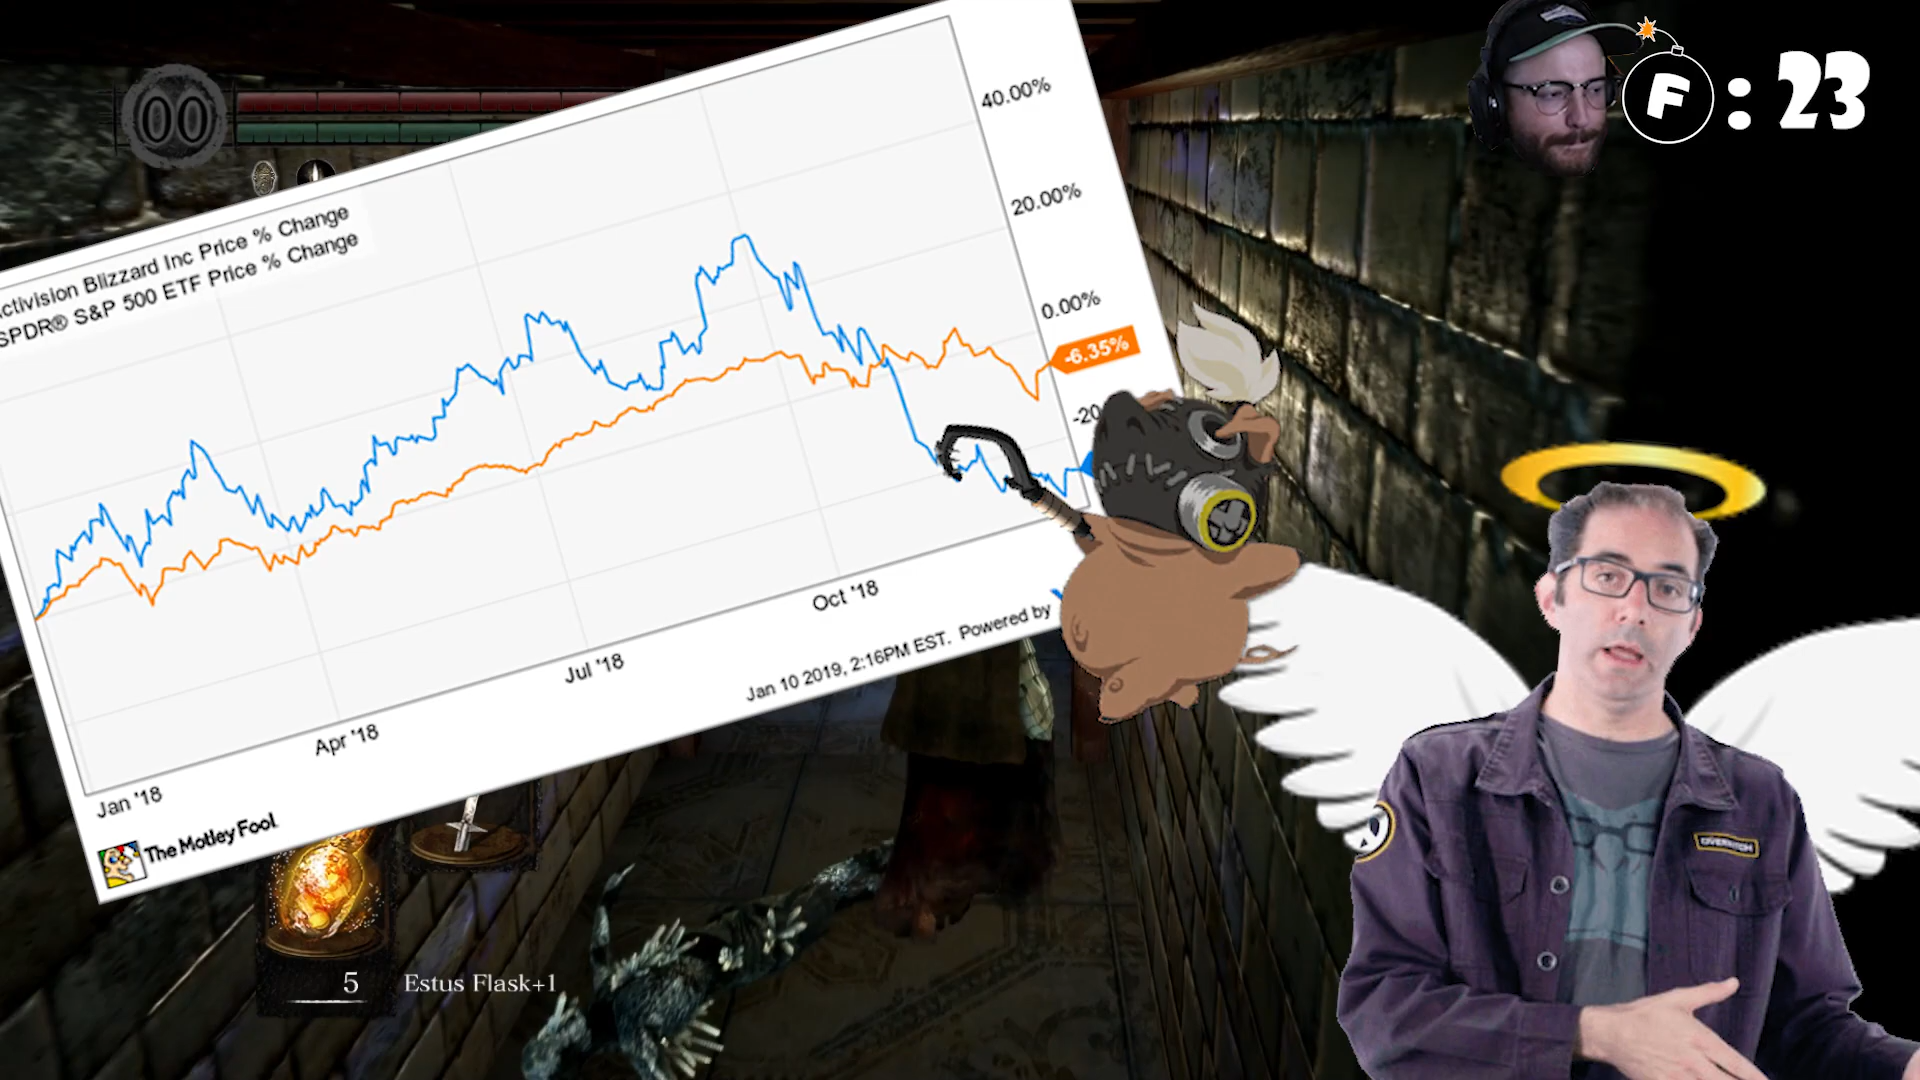 00
ctivision Blizzard Inc Price % Change
SPDR® S&P 500 ETF Price % Change
40.00%
20.00%
0.00%
-6.35%
-20
Jan '18
Apr '18
Jul '18
Oct '18
Jan 10 2019, 2:16PM EST. Powered by
The Motley Fool
F : 23
OVERWATCH
5
Estus Flask+1